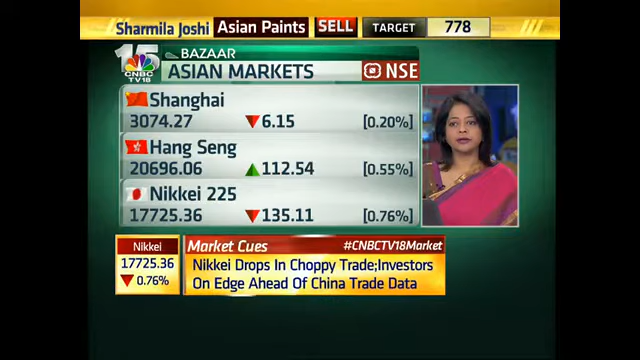 Sharmila Joshi Asian Paints SELL TARGET 778
15
CNBC
TV18
BAZAAR
ASIAN MARKETS NSE
Shanghai
3074.27 6.15 [0.20%]
Hang Seng
20696.06 112.54 [0.55%]
Nikkei 225
17725.36 135.11 [0.76%]
Nikkei
17725.36
0.76%
Market Cues #CNBCTV18Market
Nikkei Drops In Choppy Trade;Investors
On Edge Ahead Of China Trade Data